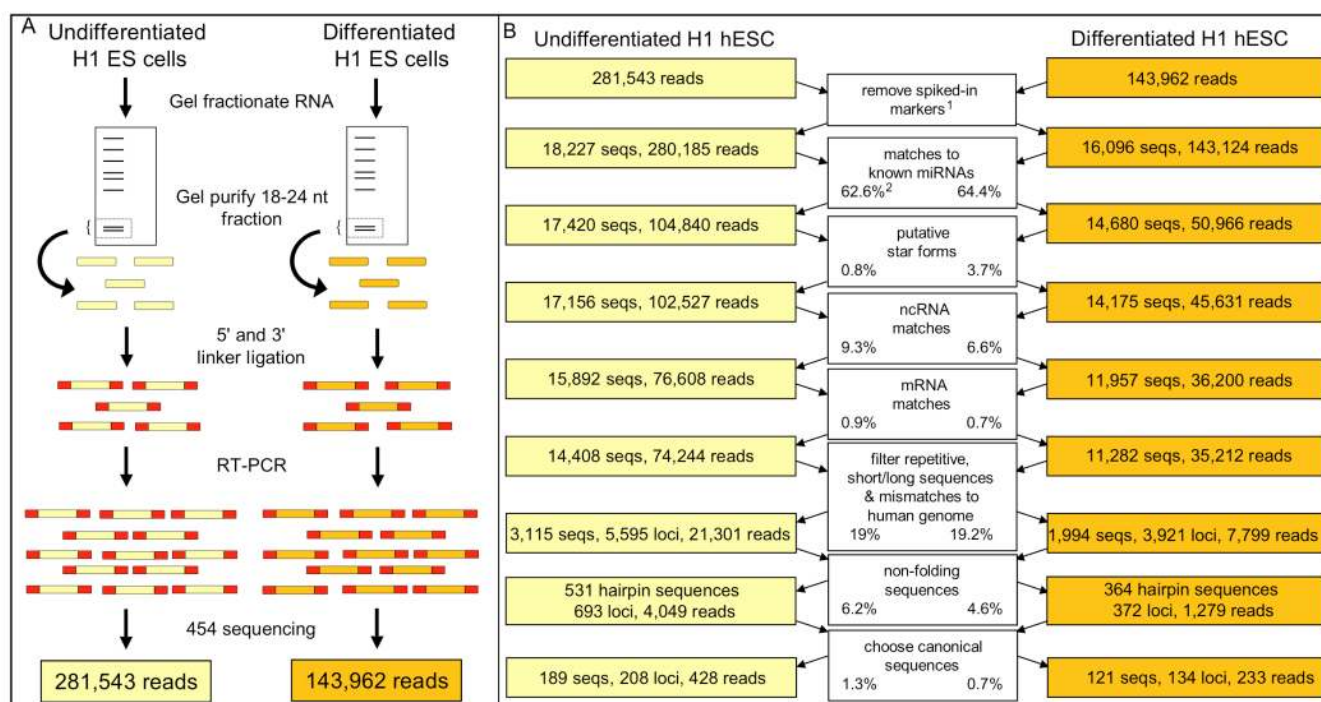 A
Undifferentiated
H1 ES cells
Differentiated
H1 ES cells
Gel fractionate RNA
Gel purify 18-24 nt
fraction
{
{
5' and 3'
linker ligation
RT-PCR
454 sequencing
281,543 reads
143,962 reads
B
Undifferentiated H1 hESC
Differentiated H1 hESC
281,543 reads
143,962 reads
remove spiked-in
markers1
18,227 seqs, 280,185 reads
16,096 seqs, 143,124 reads
matches to
known miRNAs
62.6%2 64.4%
17,420 seqs, 104,840 reads
14,680 seqs, 50,966 reads
putative
star forms
0.8% 3.7%
17,156 seqs, 102,527 reads
14,175 seqs, 45,631 reads
ncRNA
matches
9.3% 6.6%
15,892 seqs, 76,608 reads
11,957 seqs, 36,200 reads
mRNA
matches
0.9% 0.7%
14,408 seqs, 74,244 reads
11,282 seqs, 35,212 reads
filter repetitive,
short/long sequences
& mismatches to
human genome
19% 19.2%
3,115 seqs, 5,595 loci, 21,301 reads
1,994 seqs, 3,921 loci, 7,799 reads
non-folding
sequences
6.2% 4.6%
531 hairpin sequences
693 loci, 4,049 reads
364 hairpin sequences
372 loci, 1,279 reads
choose canonical
sequences
1.3% 0.7%
189 seqs, 208 loci, 428 reads
121 seqs, 134 loci, 233 reads